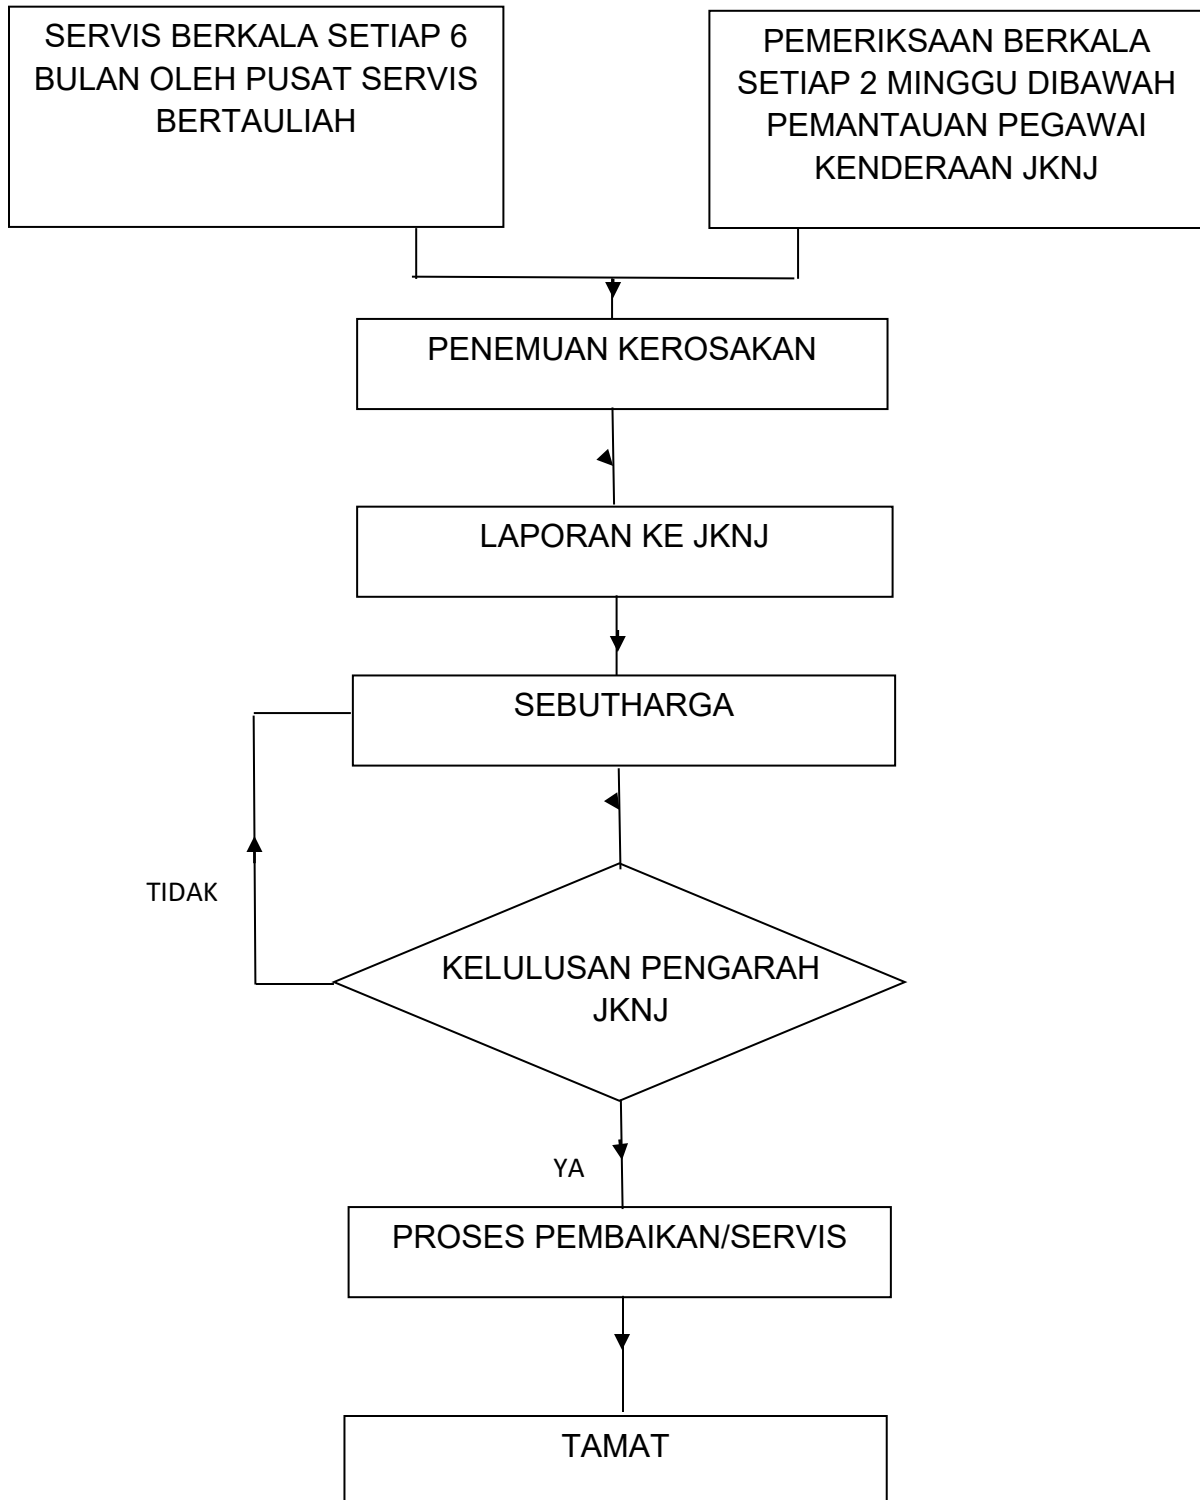 SERVIS BERKALA SETIAP 6
BULAN OLEH PUSAT SERVIS
BERTAULIAH
PEMERIKSAAN BERKALA
SETIAP 2 MINGGU DIBAWAH
PEMANTAUAN PEGAWAI
KENDERAAN JKNJ
PENEMUAN KEROSAKAN
LAPORAN KE JKNJ
SEBUTHARGA
TIDAK
KELULUSAN PENGARAH
JKNJ
YA
PROSES PEMBAIKAN/SERVIS
TAMAT